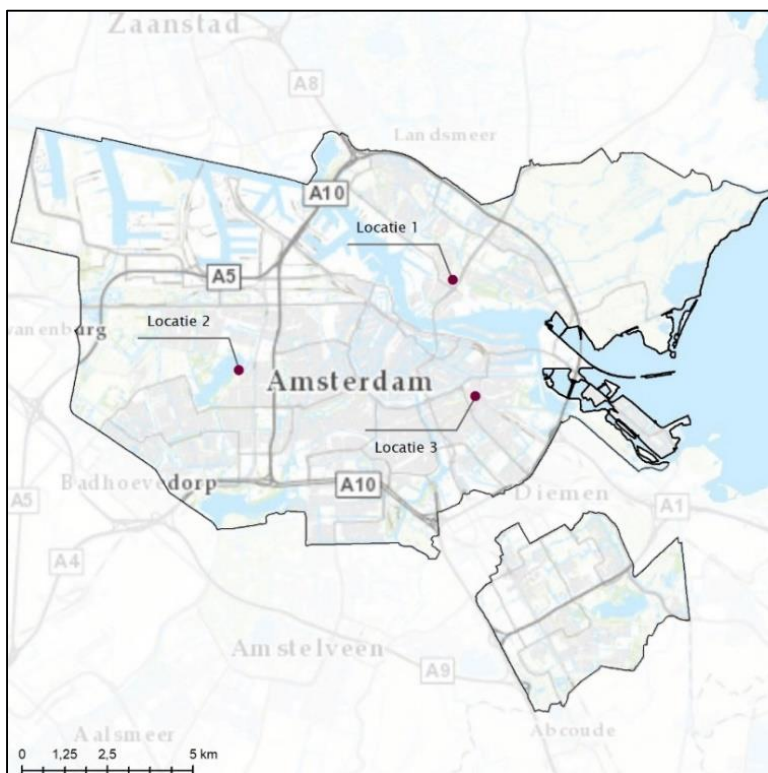 Zaanstad
A8
Landsmeer
A10
Locatie 1
A5
wanenburg
Locatie 2
Amsterdam
Locatie 3
Badhoevedorp
A10
Diemen
A5
A1
A4
Amstelveen
A9
Aalsmeer
Abcoude
0 1,25 2,5 5 km